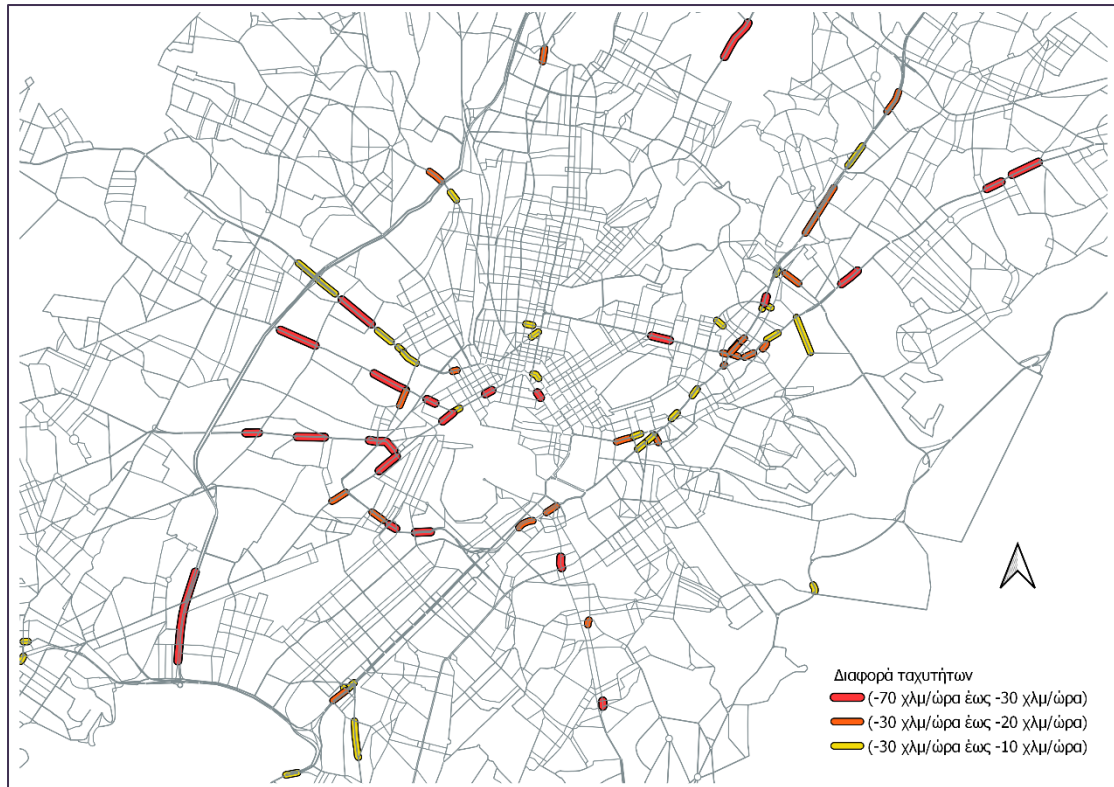 Διαφορά ταχυτήτων
(-70 χλμ/ώρα έως -30 χλμ/ώρα)
(-30 χλμ/ώρα έως -20 χλμ/ώρα)
(-30 χλμ/ώρα έως -10 χλμ/ώρα)